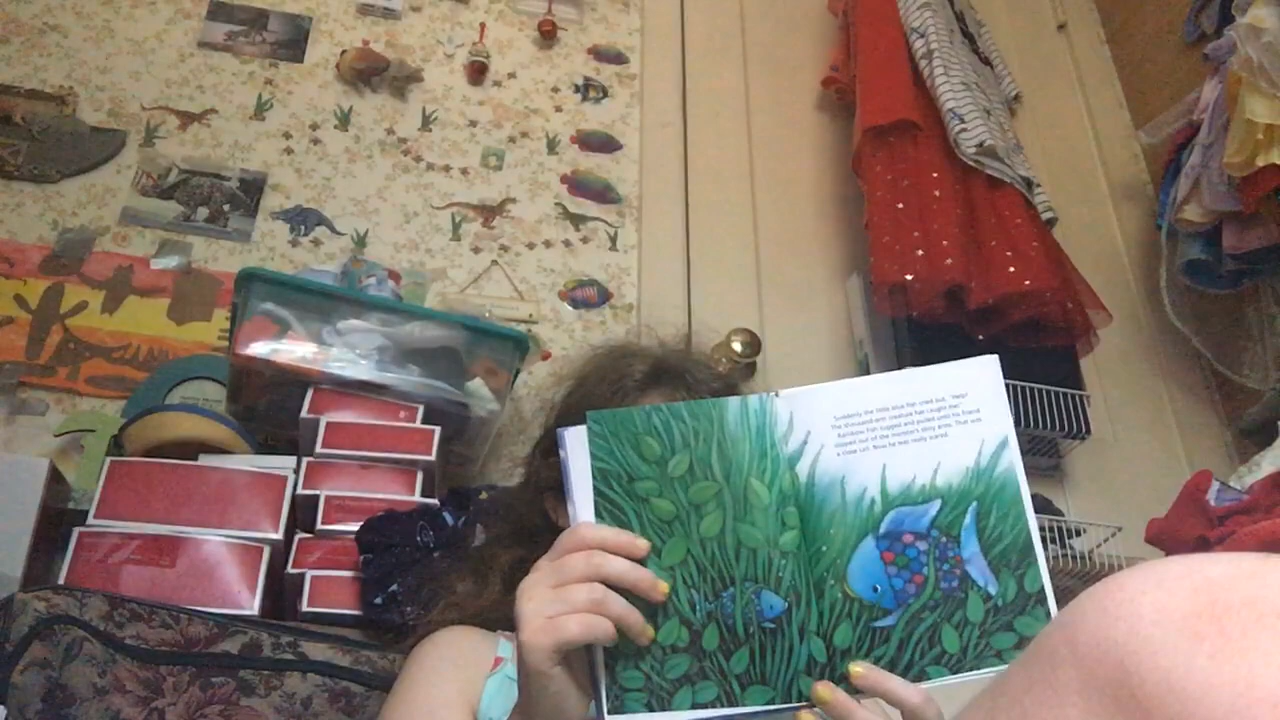 Suddenly the little blue fish cried out, "Help!
The thousand-arm creature has caught me!"
Rainbow Fish tugged and pulled until his friend
slipped out of the monster's slimy arms. That was
a close call. Now he was really scared.